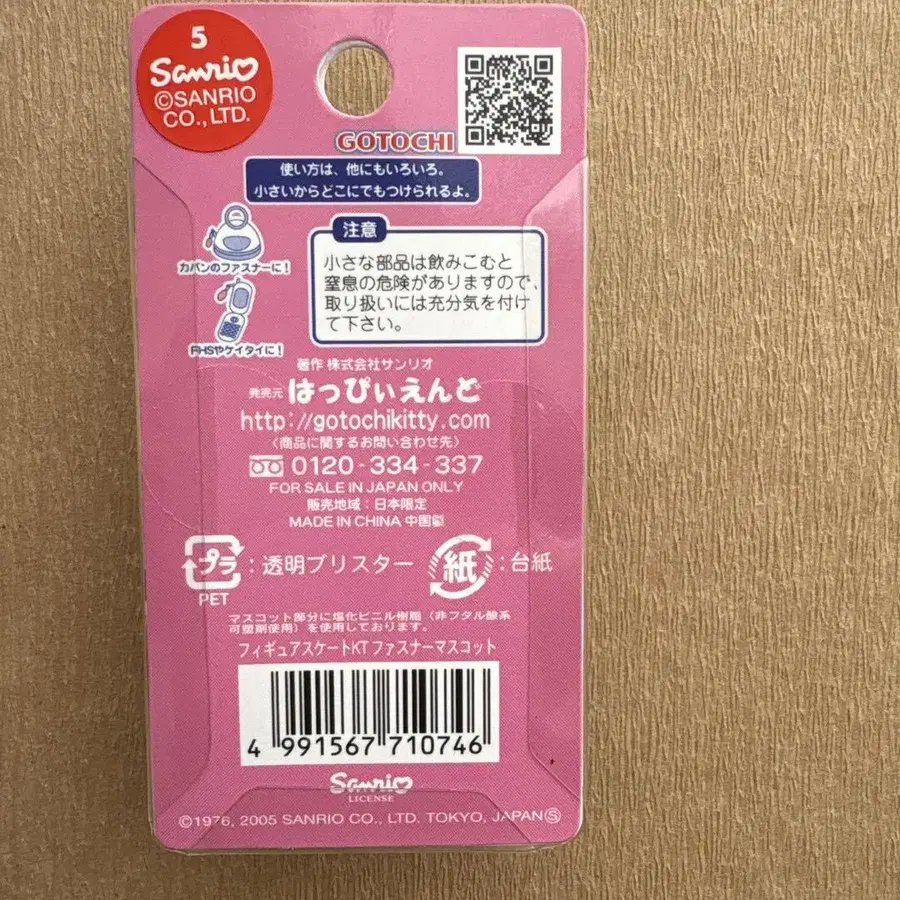 5
Sanrio
©SANRIO
CO., LTD.
GOTOCHI
使い方は、他にもいろいろ。
小さいからどこにでもつけられるよ。
カバンのファスナーに!
PHSやケイタイに!
注意
小さな部品は飲みこむと
窒息の危険がありますので、
取り扱いには充分気を付け
て下さい。
著作 株式会社サンリオ
発売元 はっぴぃえんど
http://gotochikitty.com
〈商品に関するお問い合わせ先〉
0120-334-337
FOR SALE IN JAPAN ONLY
販売地域:日本限定
MADE IN CHINA 中国製
プラ:透明ブリスター
PET
紙:台紙
マスコット部分に塩化ビニル樹脂(非フタル酸系
可塑剤使用)を使用しております。
フィギュアスケートKTファスナーマスコット
4 991567 710746
Sanrio
LICENSE
©1976, 2005 SANRIO CO., LTD. TOKYO, JAPAN Ⓢ